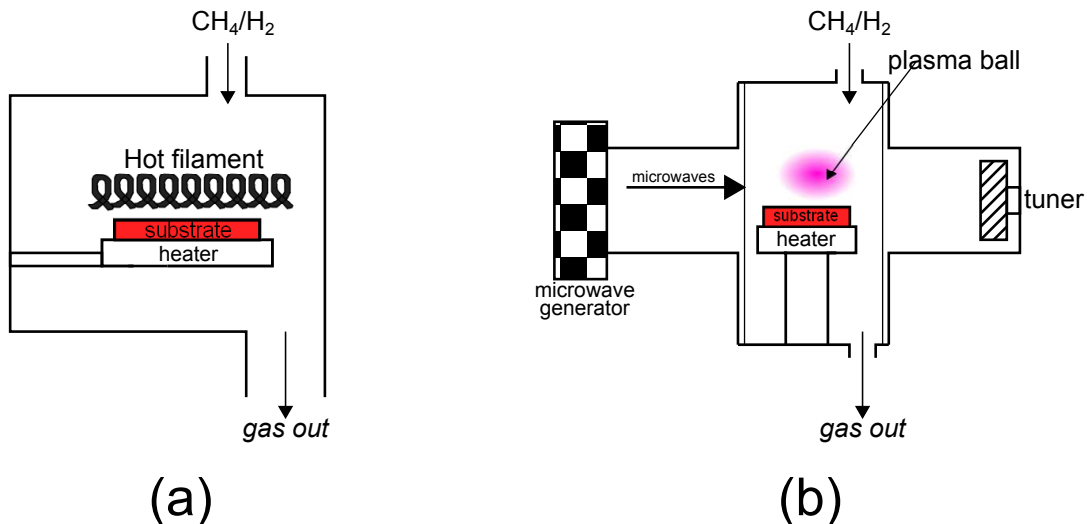 CH₄/H₂
Hot filament
substrate
heater
gas out
(a)
CH₄/H₂
plasma ball
microwaves
substrate
heater
tuner
microwave
generator
gas out
(b)